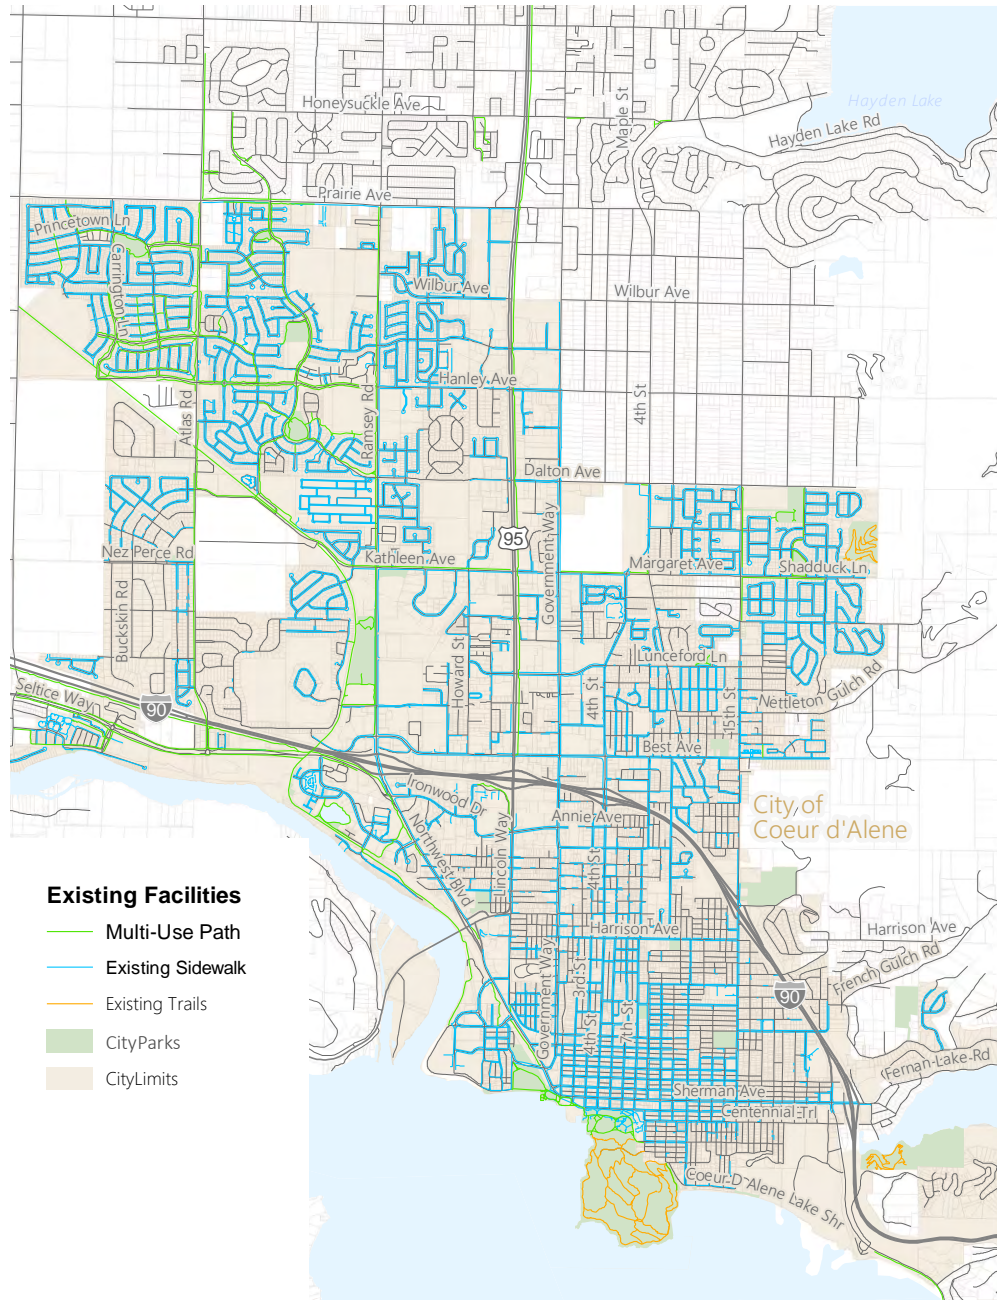 Hayden Lake
Honeysuckle Ave
Maple St
Hayden Lake Rd
Prairie Ave
Princetown Ln
Carrington Ln
Wilbur Ave
Wilbur Ave
Hanley Ave
Atlas Rd
Ramsey Rd
4th St
Dalton Ave
95
Government Way
Nez Perce Rd
Kathleen Ave
Margaret Ave
Shadduck Ln
Buckskin Rd
Howard St
Lunceford Ln
Nettleton Gulch Rd
Seltice Way
90
4th St
15th St
Best Ave
Ironwood Dr
Annie Ave
City of
Coeur d'Alene
Northwest Blvd
Lincoln Way
4th St
Existing Facilities
Multi-Use Path
Existing Sidewalk
Existing Trails
CityParks
CityLimits
Harrison Ave
Harrison Ave
French Gulch Rd
Government Way
3rd St
4th St
7th St
90
Fernan Lake Rd
Sherman Ave
Centennial Trl
Coeur D Alene Lake Shr